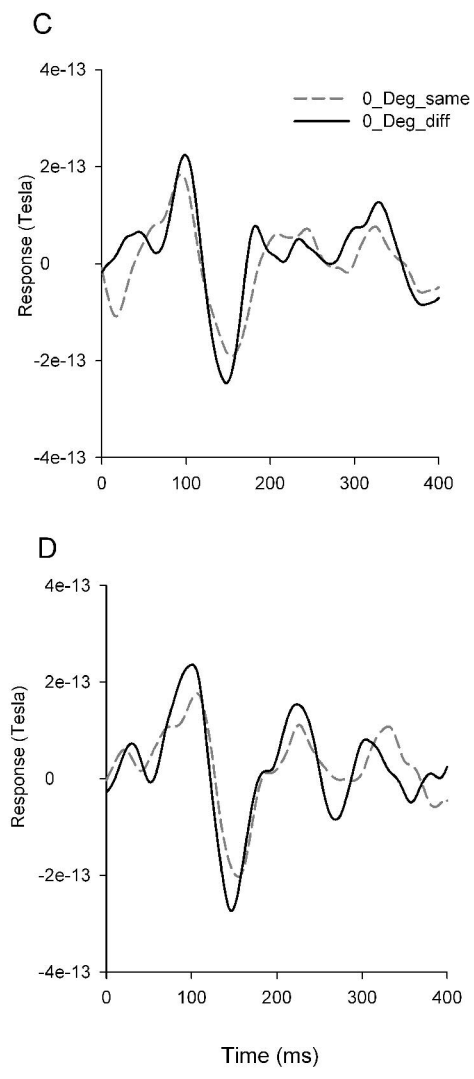 C
4e-13
0_Deg_same
0_Deg_diff
2e-13
0
-2e-13
-4e-13
Response (Tesla)
0 100 200 300 400
D
4e-13
2e-13
0
-2e-13
-4e-13
Response (Tesla)
0 100 200 300 400
Time (ms)